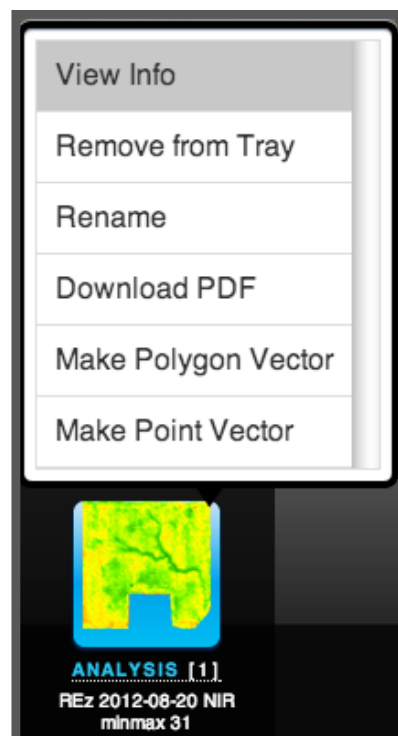 View Info
Remove from Tray
Rename
Download PDF
Make Polygon Vector
Make Point Vector
ANALYSIS [1]
REz 2012-08-20 NIR
minmax 31